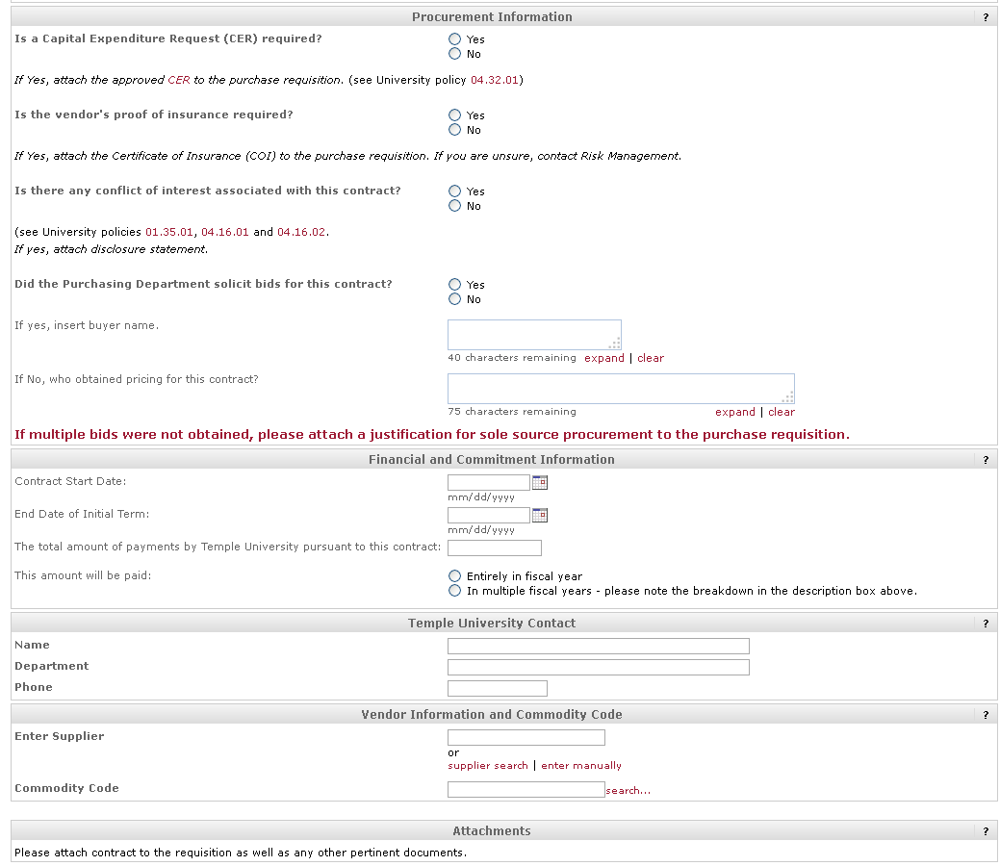 Procurement Information ?
Is a Capital Expenditure Request (CER) required? Yes
No
If Yes, attach the approved CER to the purchase requisition. (see University policy 04.32.01)
Is the vendor's proof of insurance required? Yes
No
If Yes, attach the Certificate of Insurance (COI) to the purchase requisition. If you are unsure, contact Risk Management.
Is there any conflict of interest associated with this contract? Yes
No
(see University policies 01.35.01, 04.16.01 and 04.16.02.
If yes, attach disclosure statement.
Did the Purchasing Department solicit bids for this contract? Yes
No
If yes, insert buyer name.
40 characters remaining expand | clear
If No, who obtained pricing for this contract?
75 characters remaining expand | clear
If multiple bids were not obtained, please attach a justification for sole source procurement to the purchase requisition.
Financial and Commitment Information ?
Contract Start Date:
mm/dd/yyyy
End Date of Initial Term:
mm/dd/yyyy
The total amount of payments by Temple University pursuant to this contract:
This amount will be paid: Entirely in fiscal year
In multiple fiscal years - please note the breakdown in the description box above.
Temple University Contact ?
Name
Department
Phone
Vendor Information and Commodity Code ?
Enter Supplier
or
supplier search | enter manually
Commodity Code search...
Attachments ?
Please attach contract to the requisition as well as any other pertinent documents.